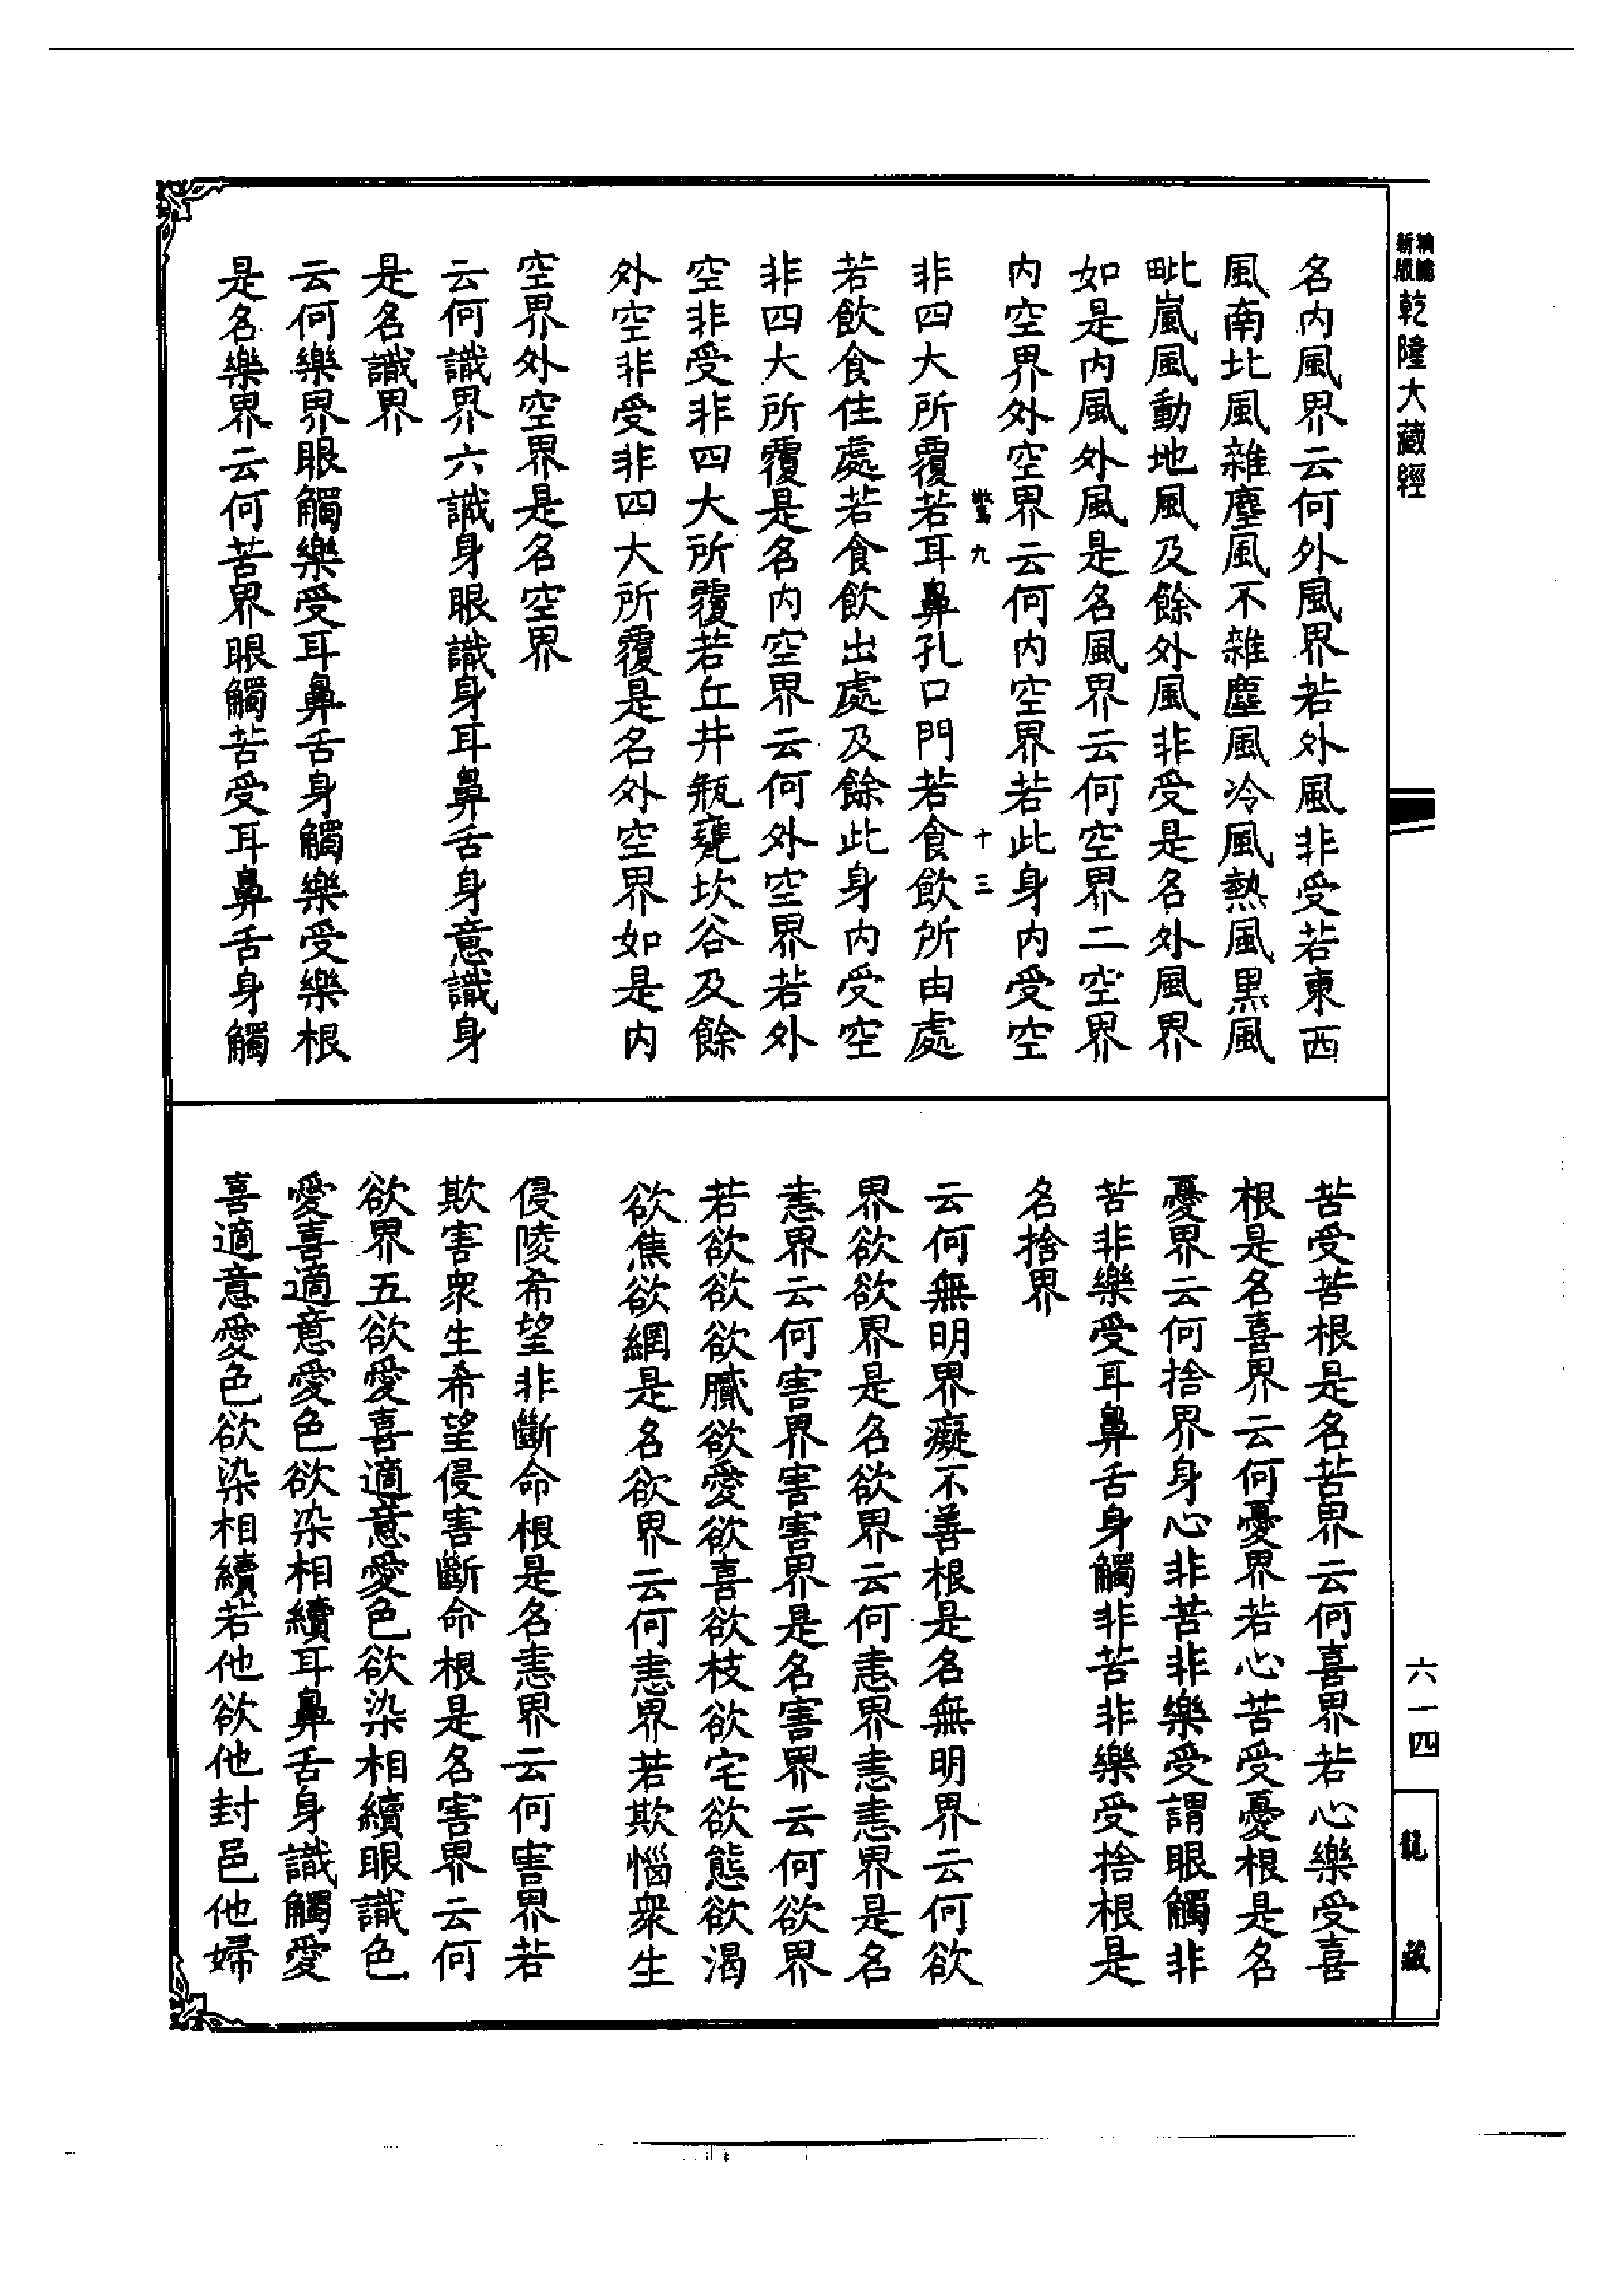 新版
乾隆大藏經
名內風界云何外風界若外風非受若東西
風南北風雜塵風不雜塵風冷風熱風黑風
毗嵐風動地風及餘外風非受是名外風界
如是內風外風是名風界云何空界二空界
內空界外空界云何內空界若此身內受空
九
十三
非四大所覆若耳鼻孔口門若食飲所由處
若飲食住處若食飲出處及餘此身內受空
非四大所覆是名內空界云何外空界若外
空非受非四大所覆若丘井瓶甕坎谷及餘
外空非受非四大所覆是名外空界如是內
空界外空界是名空界
云何識界六識身眼識身耳鼻舌身意識身
是名識界
云何樂界眼觸樂受耳鼻舌身觸樂受樂根
是名樂界云何苦界眼觸苦受耳鼻舌身觸
苦受苦根是名苦界云何喜界若心樂受喜
根是名喜界云何憂界若心苦受憂根是名
憂界云何捨界身心非苦非樂受謂眼觸非
苦非樂受耳鼻舌身觸非苦非樂受捨根是
名捨界
云何無明界癡不善根是名無明界云何欲
界欲欲界是名欲界云何恚界恚恚界是名
恚界云何害界害害界是名害界云何欲界
若欲欲欲膩欲愛欲喜欲枝欲宅欲態欲渴
欲焦欲網是名欲界云何恚界若欺惱衆生
侵陵希望非斷命根是名恚界云何害界若
欺害衆生希望侵害斷命根是名害界云何
欲界五欲愛喜適意愛色欲染相續眼識色
愛喜適意愛色欲染相續耳鼻舌身識觸愛
喜適意愛色欲染相續若他欲他封邑他婦
六一四
龍藏